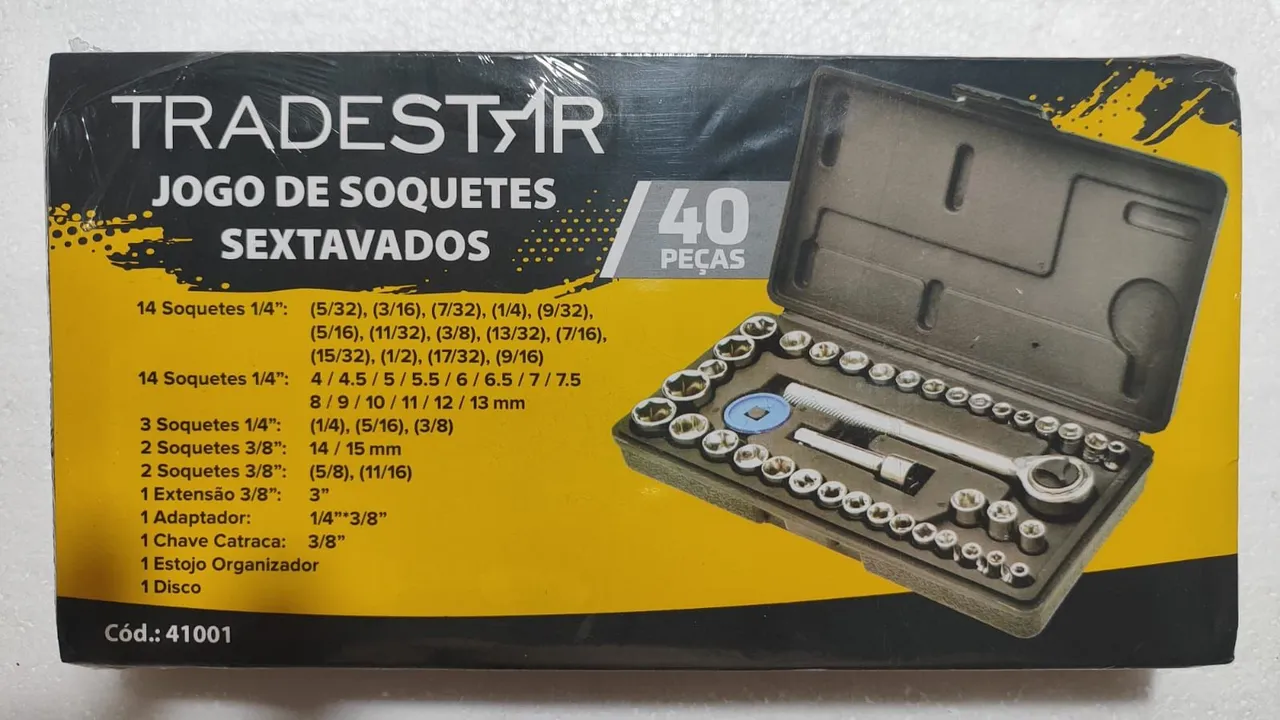 TRADESTAR
JOGO DE SOQUETES
SEXTAVADOS
40
PEÇAS
14 Soquetes 1/4”: (5/32), (3/16), (7/32), (1/4), (9/32),
(5/16), (11/32), (3/8), (13/32), (7/16),
(15/32), (1/2), (17/32), (9/16)
14 Soquetes 1/4”: 4 / 4.5 / 5 / 5.5 / 6 / 6.5 / 7 / 7.5
8 / 9 / 10 / 11 / 12 / 13 mm
3 Soquetes 1/4”: (1/4), (5/16), (3/8)
2 Soquetes 3/8”: 14 / 15 mm
2 Soquetes 3/8”: (5/8), (11/16)
1 Extensão 3/8”: 3”
1 Adaptador: 1/4”*3/8”
1 Chave Catraca: 3/8”
1 Estojo Organizador
1 Disco
Cód.: 41001